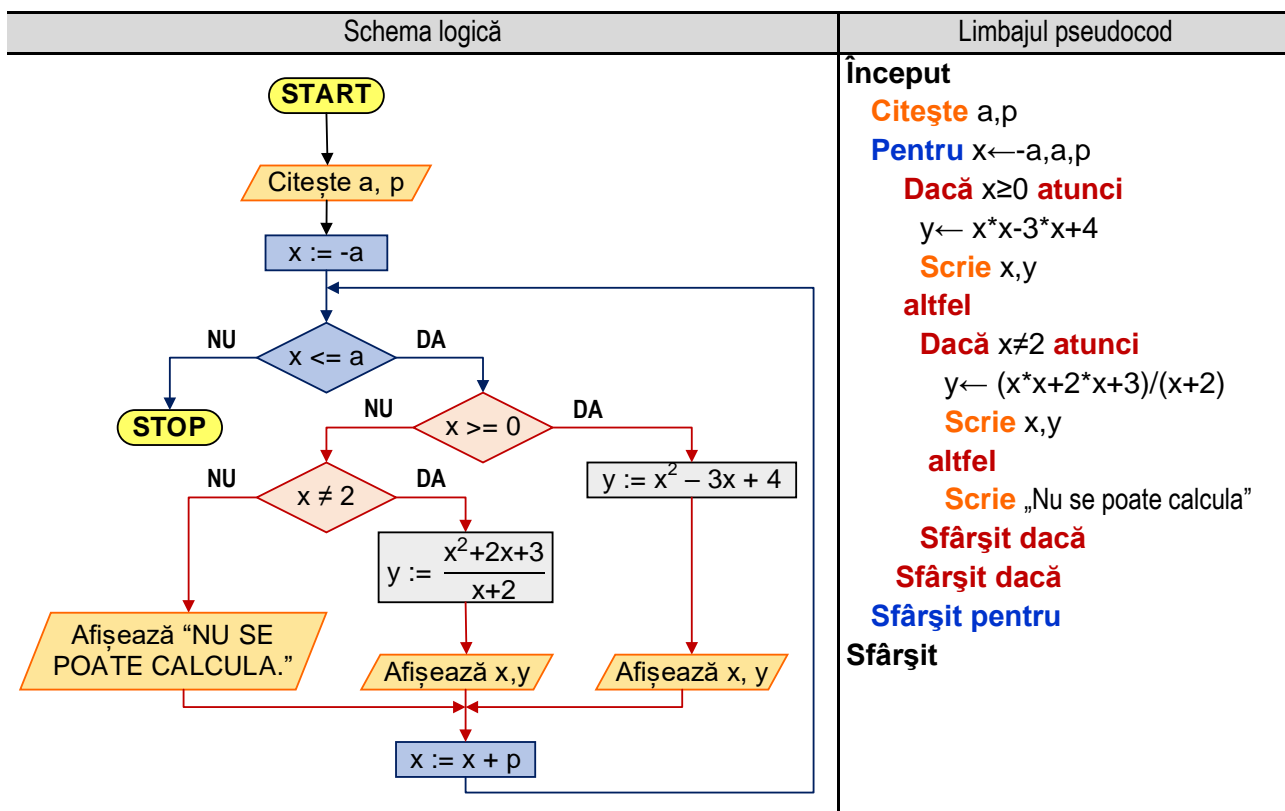 Schema logică
Limbajul pseudocod
START
Citește a, p
x := -a
NU
x <= a
DA
STOP
NU
x >= 0
DA
NU
x ≠ 2
DA
y := x² – 3x + 4
y := x²+2x+3
x+2
Afișează “NU SE
POATE CALCULA.”
Afișează x,y
Afișează x, y
x := x + p
Început
Citeşte a,p
Pentru x←-a,a,p
Dacă x≥0 atunci
y← x*x-3*x+4
Scrie x,y
altfel
Dacă x≠2 atunci
y← (x*x+2*x+3)/(x+2)
Scrie x,y
altfel
Scrie „Nu se poate calcula”
Sfârşit dacă
Sfârşit dacă
Sfârşit pentru
Sfârşit